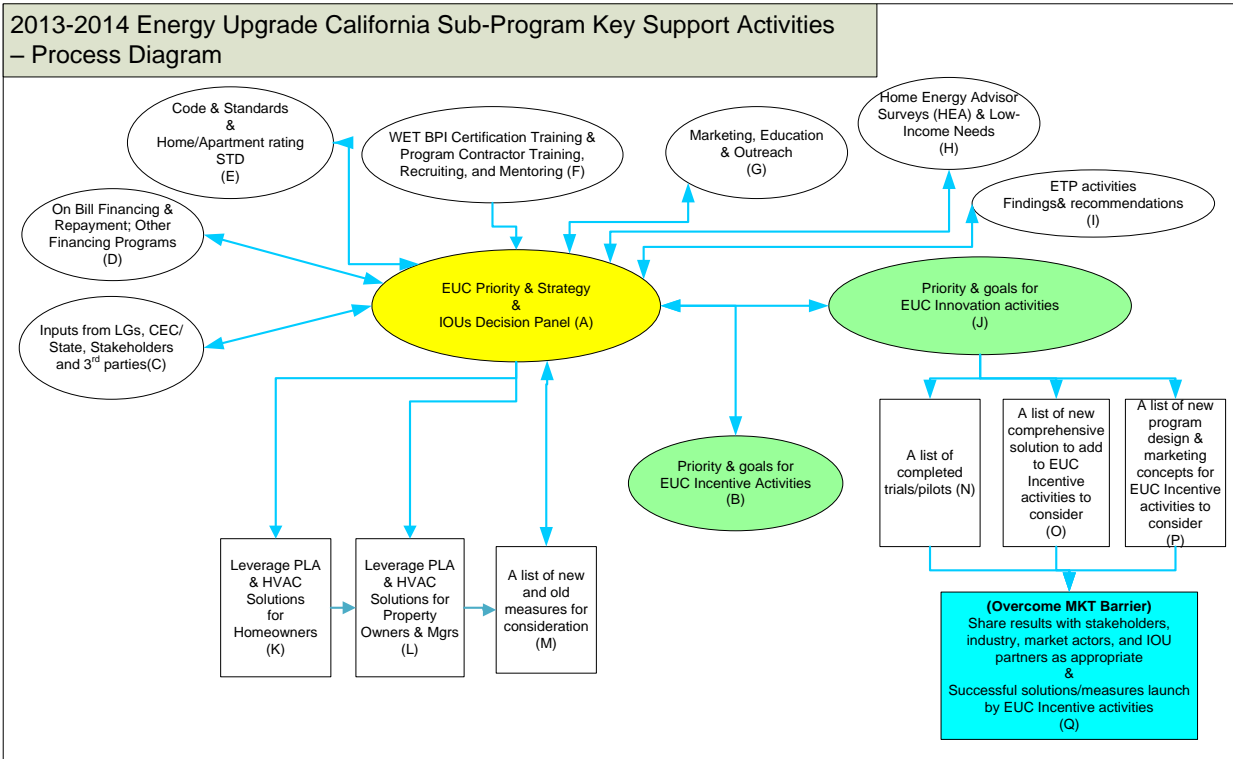 2013-2014 Energy Upgrade California Sub-Program Key Support Activities
– Process Diagram
Code & Standards
&
Home/Apartment rating
STD
(E)
WET BPI Certification Training &
Program Contractor Training,
Recruiting, and Mentoring (F)
Marketing, Education
& Outreach
(G)
Home Energy Advisor
Surveys (HEA) & Low-
Income Needs
(H)
ETP activities
Findings& recommendations
(I)
On Bill Financing &
Repayment; Other
Financing Programs
(D)
Inputs from LGs, CEC/
State, Stakeholders
and 3rd parties(C)
EUC Priority & Strategy
&
IOUs Decision Panel (A)
Priority & goals for
EUC Innovation activities
(J)
Priority & goals for
EUC Incentive Activities
(B)
A list of
completed
trials/pilots (N)
A list of new
comprehensive
solution to add
to EUC
Incentive
activities to
consider
(O)
A list of new
program
design &
marketing
concepts for
EUC Incentive
activities to
consider
(P)
Leverage PLA
& HVAC
Solutions
for
Homeowners
(K)
Leverage PLA
& HVAC
Solutions for
Property
Owners & Mgrs
(L)
A list of new
and old
measures for
consideration
(M)
(Overcome MKT Barrier)
Share results with stakeholders,
industry, market actors, and IOU
partners as appropriate
&
Successful solutions/measures launch
by EUC Incentive activities
(Q)